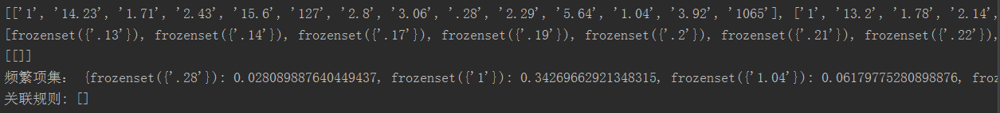 [['1', '14.23', '1.71', '2.43', '15.6', '127', '2.8', '3.06', '.28', '2.29', '5.64', '1.04', '3.92', '1065'], ['1', '13.2', '1.78', '2.14',
[frozenset({'.13'}), frozenset({'.14'}), frozenset({'.17'}), frozenset({'.19'}), frozenset({'.2'}), frozenset({'.21'}), frozenset({'.22'}),
[[]]
频繁项集: {frozenset({'.28'}): 0.028089887640449437, frozenset({'1'}): 0.34269662921348315, frozenset({'1.04'}): 0.06179775280898876, froz
关联规则: []